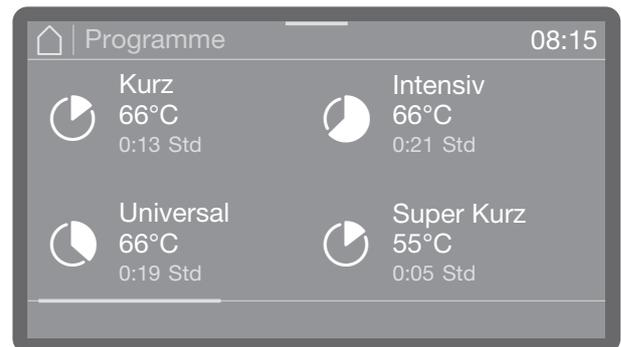 Programme 08:15
Kurz
66°C
0:13 Std
Intensiv
66°C
0:21 Std
Universal
66°C
0:19 Std
Super Kurz
55°C
0:05 Std